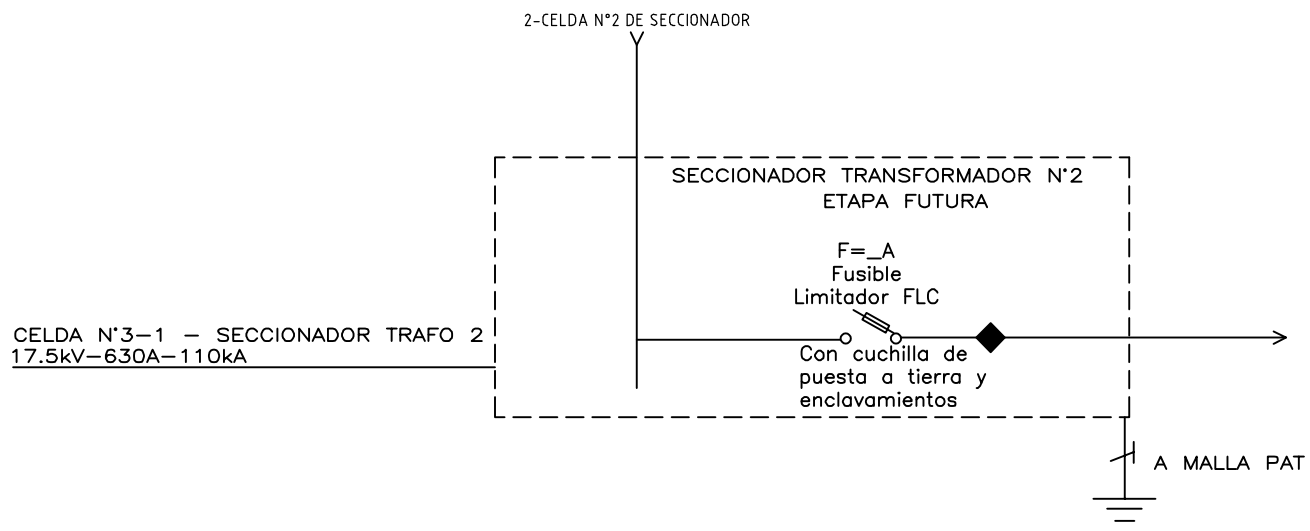 2-CELDA N°2 DE SECCIONADOR
SECCIONADOR TRANSFORMADOR N°2
ETAPA FUTURA
F=_A
Fusible
Limitador FLC
CELDA N°3-1 - SECCIONADOR TRAFO 2
17.5kV-630A-110kA
Con cuchilla de
puesta a tierra y
enclavamientos
A MALLA PAT